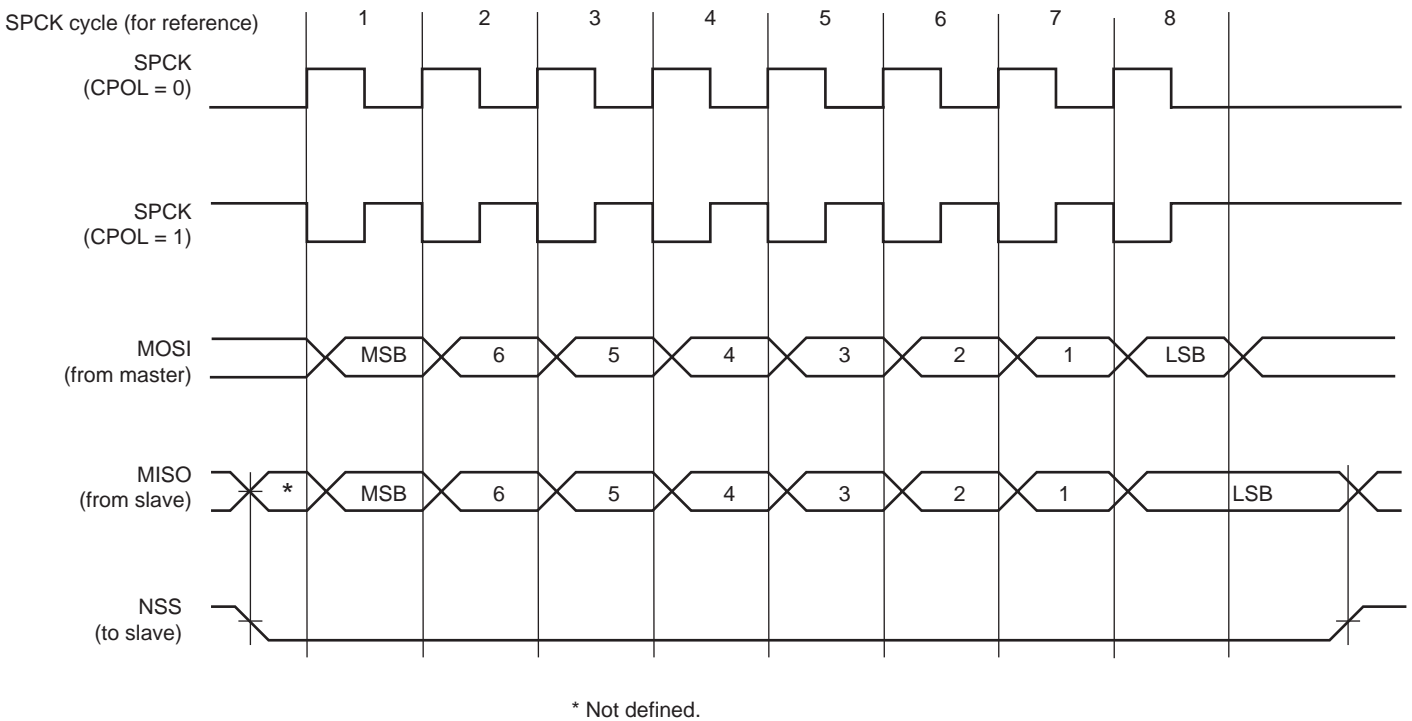 SPCK cycle (for reference) 1 2 3 4 5 6 7 8
SPCK
(CPOL = 0)
SPCK
(CPOL = 1)
MOSI
(from master)
MSB 6 5 4 3 2 1 LSB
MISO
(from slave)
* MSB 6 5 4 3 2 1 LSB
NSS
(to slave)
* Not defined.